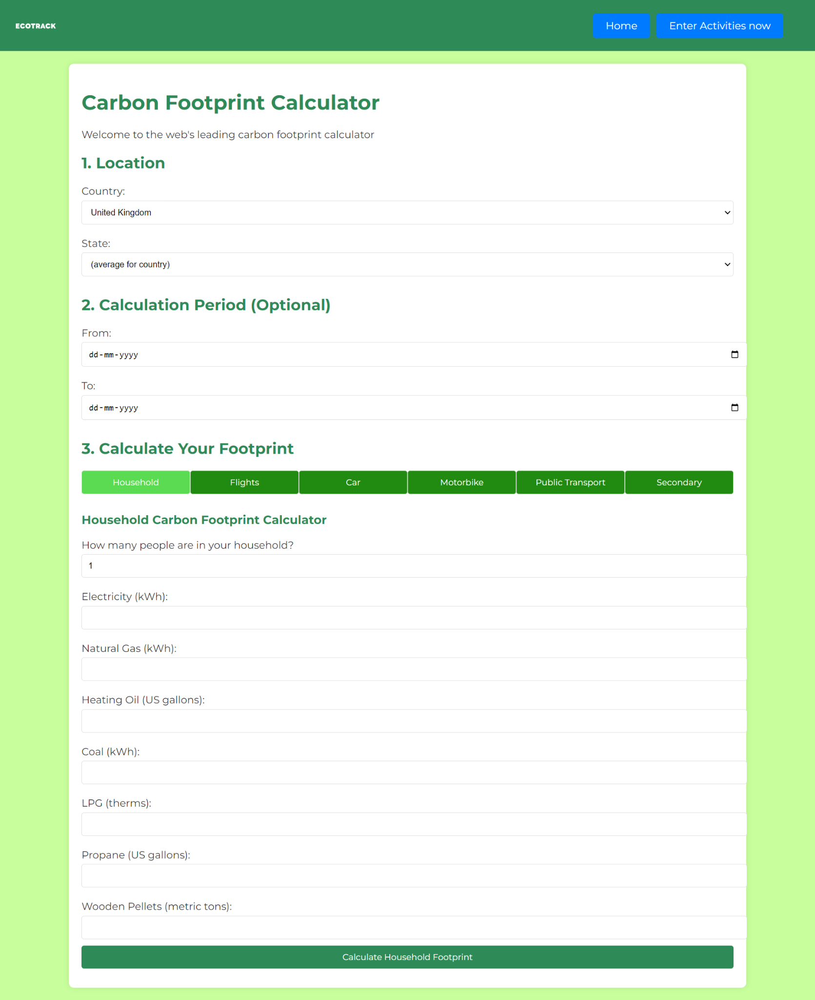 ECOTRACK
Home
Enter Activities now
Carbon Footprint Calculator
Welcome to the web's leading carbon footprint calculator
1. Location
Country:
United Kingdom
State:
(average for country)
2. Calculation Period (Optional)
From:
dd-mm-yyyy
To:
dd-mm-yyyy
3. Calculate Your Footprint
Household
Flights
Car
Motorbike
Public Transport
Secondary
Household Carbon Footprint Calculator
How many people are in your household?
1
Electricity (kWh):
Natural Gas (kWh):
Heating Oil (US gallons):
Coal (kWh):
LPG (therms):
Propane (US gallons):
Wooden Pellets (metric tons):
Calculate Household Footprint